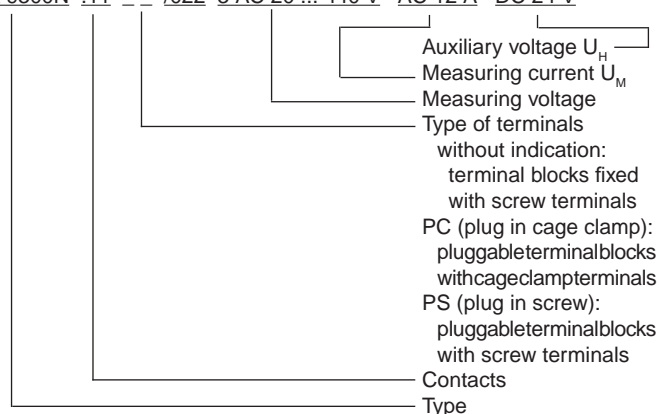 Auxiliary voltage U_H
Measuring current U_M
Measuring voltage
Type of terminals
without indication:
terminal blocks fixed
with screw terminals
PC (plug in cage clamp):
pluggableterminalblocks
withcageclampterminals
PS (plug in screw):
pluggableterminalblocks
with screw terminals
Contacts
Type